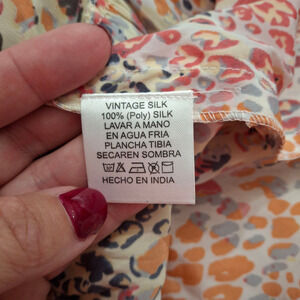 VINTAGE SILK
100% (Poly) SILK
LAVAR A MANO
EN AGUA FRIA
PLANCHA TIBIA
SECAREN SOMBRA
HECHO EN INDIA